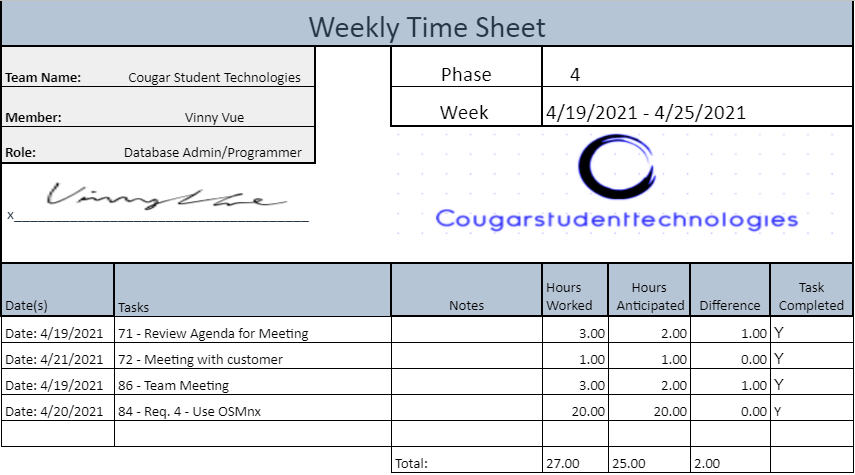 Weekly Time Sheet
Team Name: Cougar Student Technologies
Phase 4
Member: Vinny Vue
Week 4/19/2021 - 4/25/2021
Role: Database Admin/Programmer
Vinny Vue
x
Cougarstudenttechnologies
Date(s) Tasks Notes Hours Worked Hours Anticipated Difference Task Completed
Date: 4/19/2021 71 - Review Agenda for Meeting 3.00 2.00 1.00 Y
Date: 4/21/2021 72 - Meeting with customer 1.00 1.00 0.00 Y
Date: 4/19/2021 86 - Team Meeting 3.00 2.00 1.00 Y
Date: 4/20/2021 84 - Req. 4 - Use OSMnx 20.00 20.00 0.00 Y
Total: 27.00 25.00 2.00